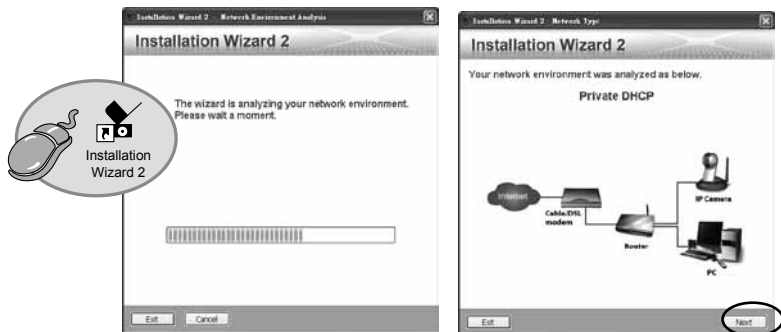 Installation Wizard 2 - Network Environment Analysis
Installation Wizard 2
The wizard is analyzing your network environment.
Please wait a moment.
Installation
Wizard 2
Exit
Cancel
Installation Wizard 2 Network Type
Installation Wizard 2
Your network environment was analyzed as below.
Private DHCP
Internet
Cable/DSL
modem
Router
IP Camera
PC
Exit
Next